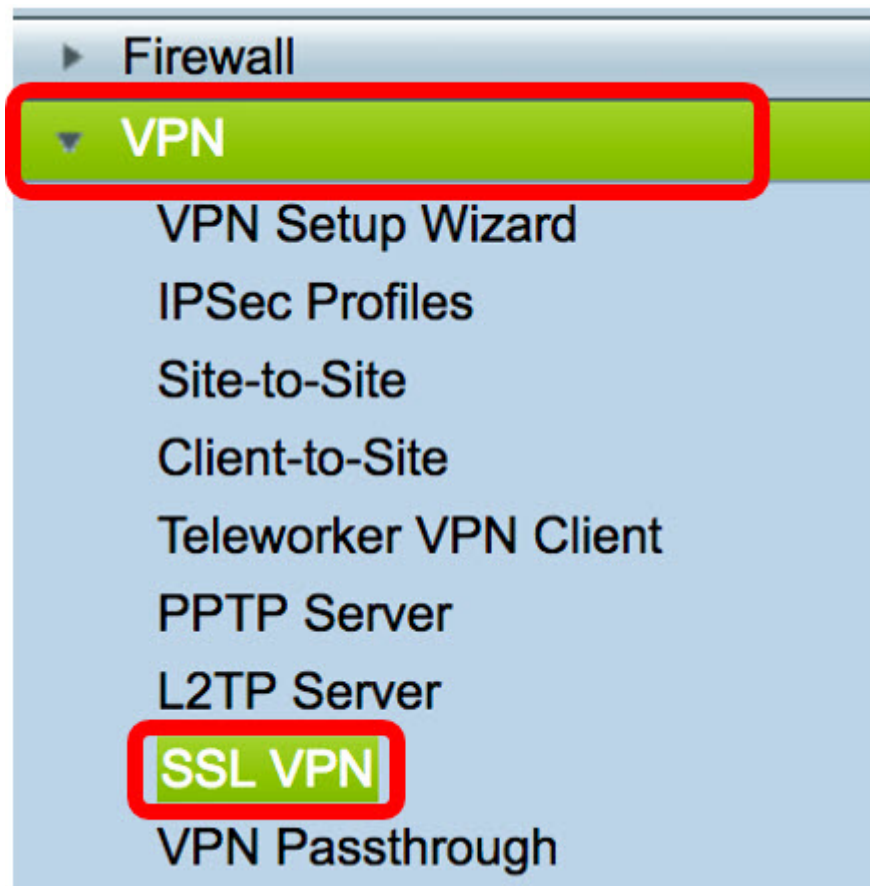 Firewall
VPN
VPN Setup Wizard
IPSec Profiles
Site-to-Site
Client-to-Site
Teleworker VPN Client
PPTP Server
L2TP Server
SSL VPN
VPN Passthrough